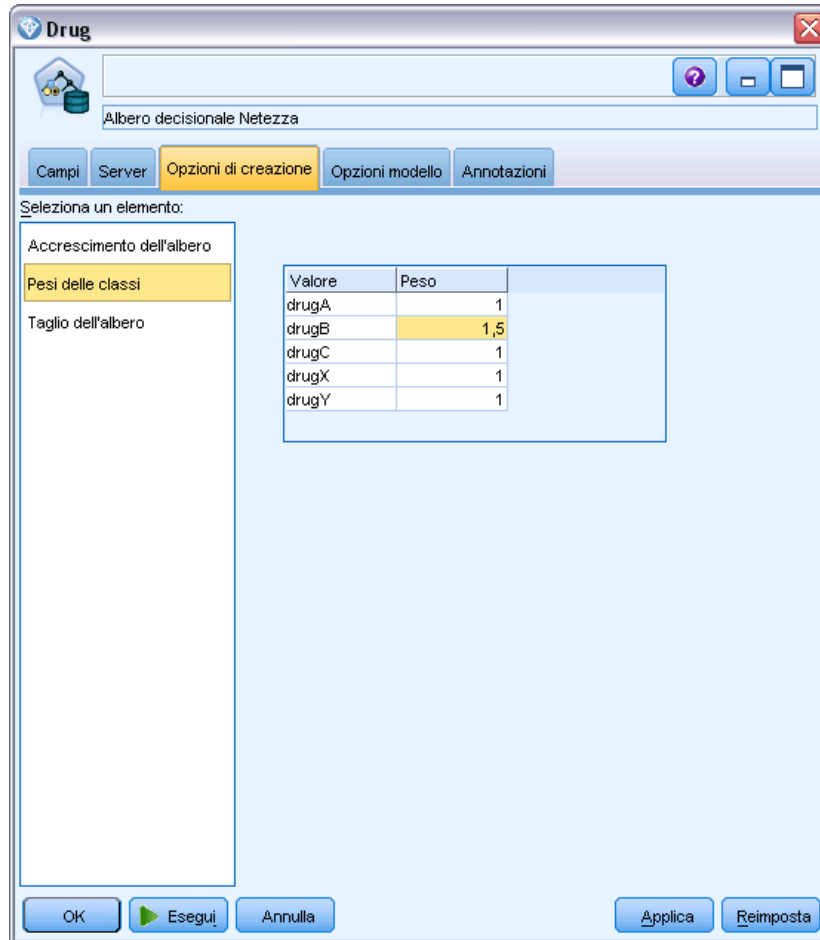 Drug
?
Albero decisionale Netezza
Campi Server Opzioni di creazione Opzioni modello Annotazioni
Seleziona un elemento:
Accrescimento dell'albero
Pesi delle classi
Taglio dell'albero
Valore Peso
drugA 1
drugB 1,5
drugC 1
drugX 1
drugY 1
OK Esegui Annulla Applica Reimposta